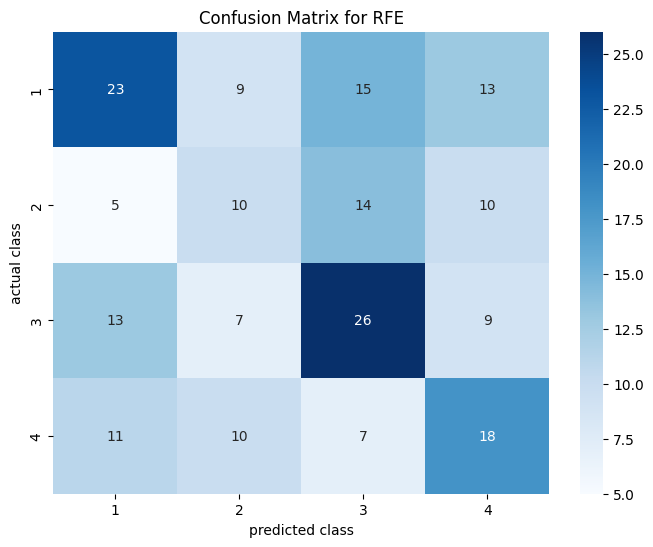 Confusion Matrix for RFE
actual class
1
23 9 15 13
2
5 10 14 10
3
13 7 26 9
4
11 10 7 18
1 2 3 4
predicted class
25.0
22.5
20.0
17.5
15.0
12.5
10.0
7.5
5.0